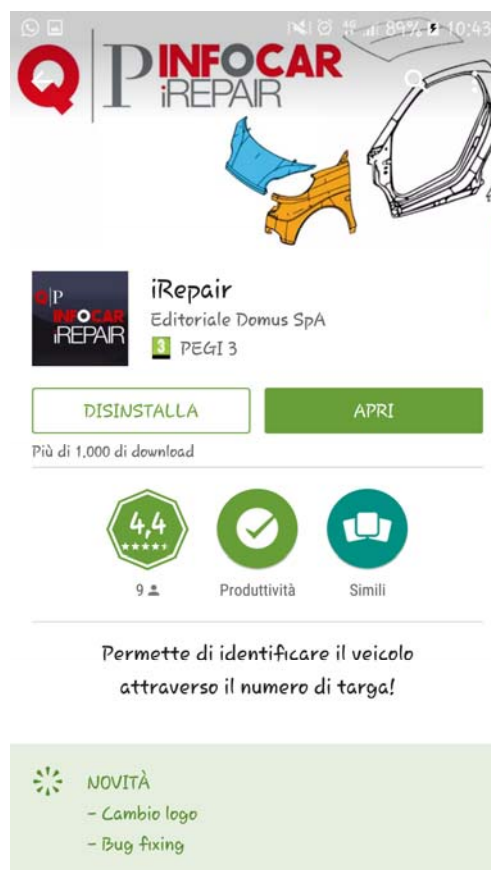 89% 10:43
Q P INFOCAR
iREPAIR
Q P
INFOCAR
iREPAIR
iRepair
Editoriale Domus SpA
3 PEGI 3
DISINSTALLA APRI
Più di 1.000 di download
4,4
9 Produttività Simili
Permette di identificare il veicolo
attraverso il numero di targa!
NOVITÀ
- Cambio logo
- Bug fixing